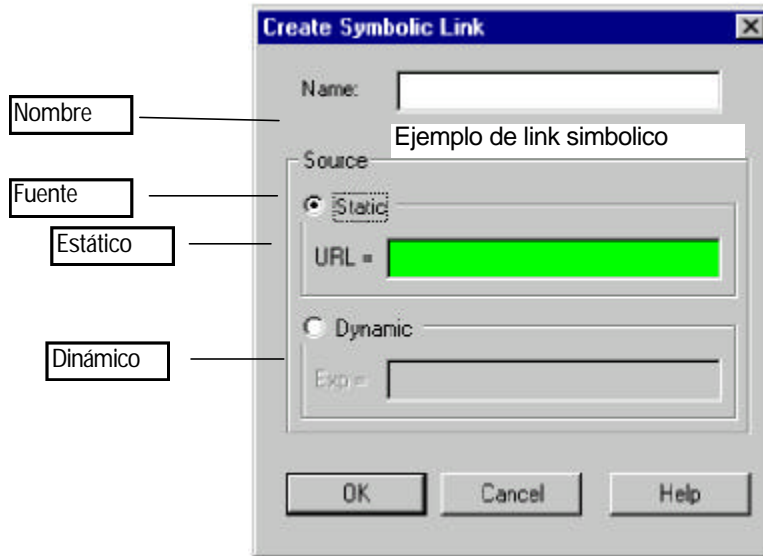 Create Symbolic Link
Name:
Nombre
Ejemplo de link simbolico
Source
Fuente
Static
Estático
URL =
Dynamic
Dinámico
Exp =
OK
Cancel
Help